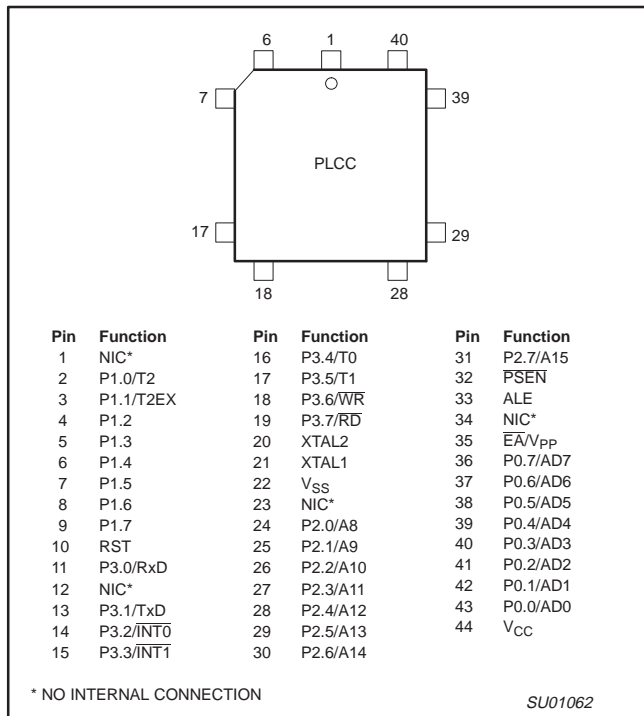 6 1 40
7 39
PLCC
17 29
18 28
Pin Function Pin Function Pin Function
1 NIC* 16 P3.4/T0 31 P2.7/A15
2 P1.0/T2 17 P3.5/T1 32 P̅S̅E̅N̅
3 P1.1/T2EX 18 P3.6/W̅R̅ 33 ALE
4 P1.2 19 P3.7/R̅D̅ 34 NIC*
5 P1.3 20 XTAL2 35 E̅A̅/VPP
6 P1.4 21 XTAL1 36 P0.7/AD7
7 P1.5 22 VSS 37 P0.6/AD6
8 P1.6 23 NIC* 38 P0.5/AD5
9 P1.7 24 P2.0/A8 39 P0.4/AD4
10 RST 25 P2.1/A9 40 P0.3/AD3
11 P3.0/RxD 26 P2.2/A10 41 P0.2/AD2
12 NIC* 27 P2.3/A11 42 P0.1/AD1
13 P3.1/TxD 28 P2.4/A12 43 P0.0/AD0
14 P3.2/I̅N̅T̅0̅ 29 P2.5/A13 44 VCC
15 P3.3/I̅N̅T̅1̅ 30 P2.6/A14
* NO INTERNAL CONNECTION
SU01062